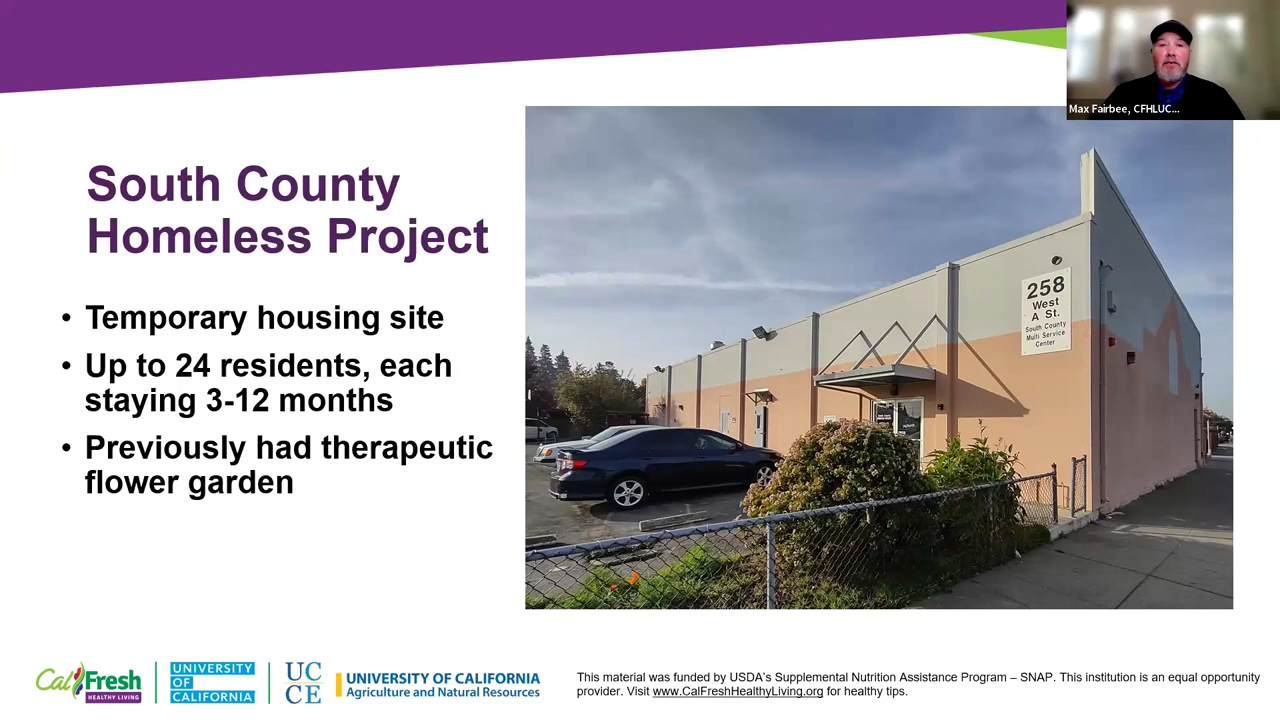 Max Fairbee, CFHLUC...
South County
Homeless Project
• Temporary housing site
• Up to 24 residents, each
staying 3-12 months
• Previously had therapeutic
flower garden
258
West
A St.
South County
Multi Service
Center
CalFresh
HEALTHY LIVING
UNIVERSITY
OF
CALIFORNIA
UC
CE
UNIVERSITY OF CALIFORNIA
Agriculture and Natural Resources
This material was funded by USDA's Supplemental Nutrition Assistance Program – SNAP. This institution is an equal opportunity
provider. Visit www.CalFreshHealthyLiving.org for healthy tips.